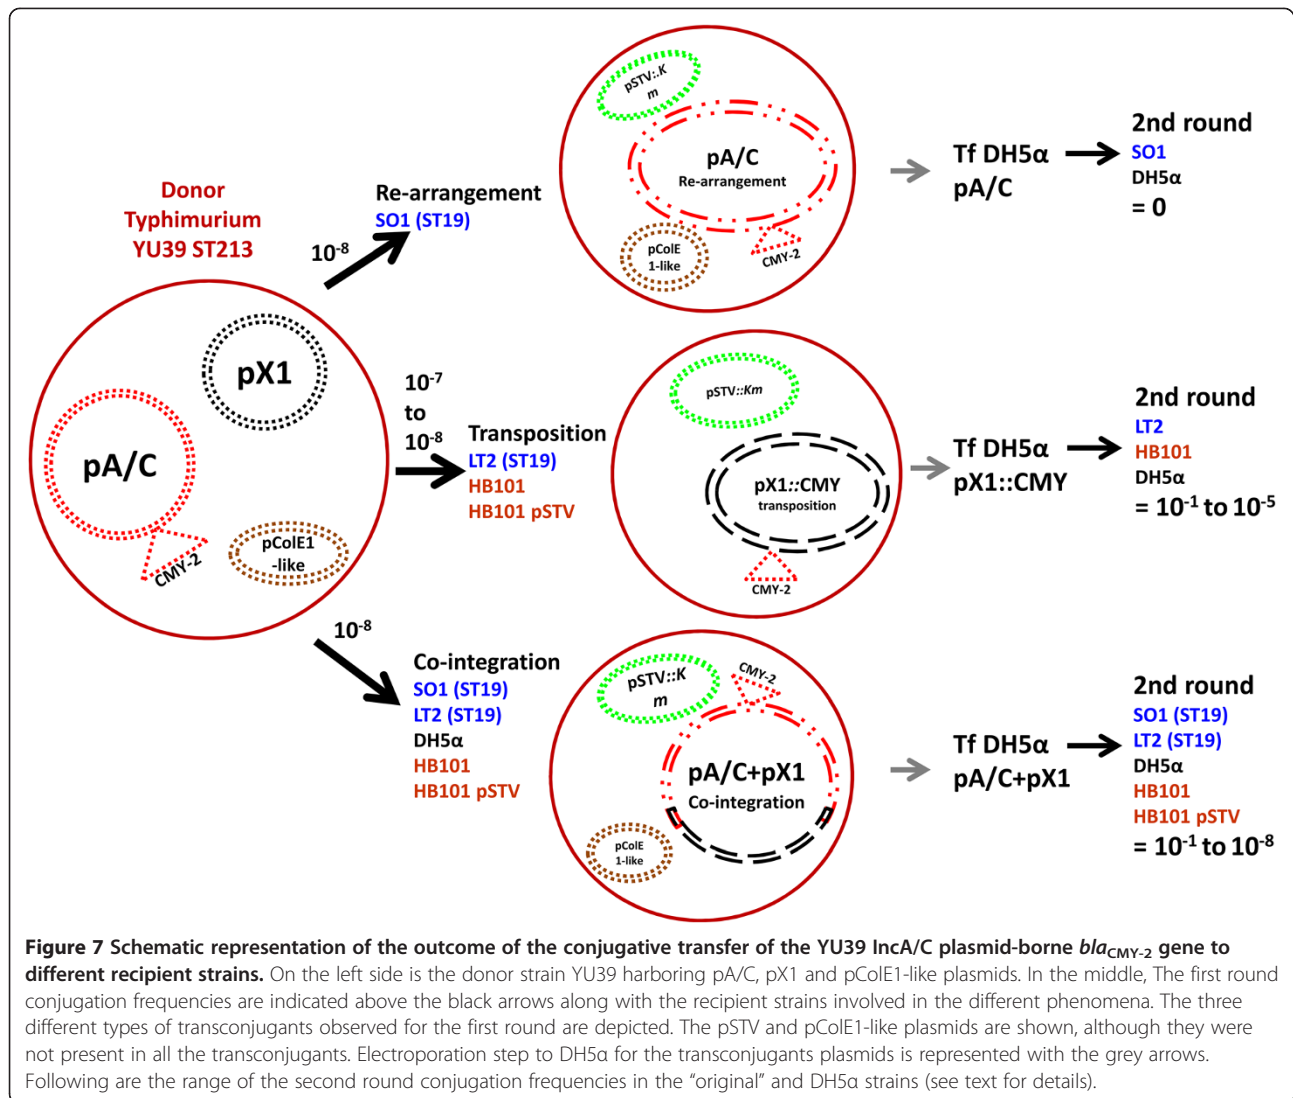 Donor
Typhimurium
YU39 ST213
pX1
pA/C
CMY-2
pColE1
-like
10-8
Re-arrangement
SO1 (ST19)
pSTV::K
m
pA/C
Re-arrangement
pColE
1-like
CMY-2
Tf DH5α
pA/C
2nd round
SO1
DH5α
= 0
10-7
to
10-8
Transposition
LT2 (ST19)
HB101
HB101 pSTV
pSTV::Km
pX1::CMY
transposition
CMY-2
Tf DH5α
pX1::CMY
2nd round
LT2
HB101
DH5α
= 10-1 to 10-5
10-8
Co-integration
SO1 (ST19)
LT2 (ST19)
DH5α
HB101
HB101 pSTV
pSTV::K
m
CMY-2
pA/C+pX1
Co-integration
pColE
1-like
Tf DH5α
pA/C+pX1
2nd round
SO1 (ST19)
LT2 (ST19)
DH5α
HB101
HB101 pSTV
= 10-1 to 10-8
Figure 7 Schematic representation of the outcome of the conjugative transfer of the YU39 IncA/C plasmid-borne blaCMY-2 gene to
different recipient strains. On the left side is the donor strain YU39 harboring pA/C, pX1 and pColE1-like plasmids. In the middle, The first round
conjugation frequencies are indicated above the black arrows along with the recipient strains involved in the different phenomena. The three
different types of transconjugants observed for the first round are depicted. The pSTV and pColE1-like plasmids are shown, although they were
not present in all the transconjugants. Electroporation step to DH5α for the transconjugants plasmids is represented with the grey arrows.
Following are the range of the second round conjugation frequencies in the “original” and DH5α strains (see text for details).